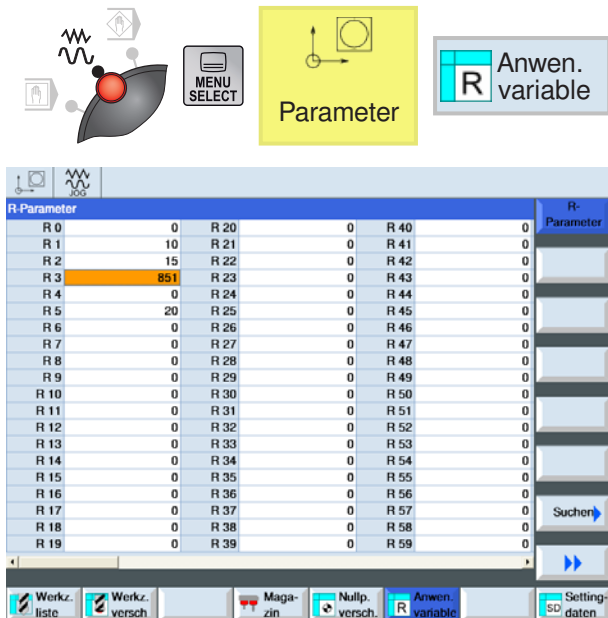 MENU
SELECT
Parameter
R
Anwen.
variable
JOG
R-Parameter
R 0 0 R 20 0 R 40 0
R 1 10 R 21 0 R 41 0
R 2 15 R 22 0 R 42 0
R 3 851 R 23 0 R 43 0
R 4 0 R 24 0 R 44 0
R 5 20 R 25 0 R 45 0
R 6 0 R 26 0 R 46 0
R 7 0 R 27 0 R 47 0
R 8 0 R 28 0 R 48 0
R 9 0 R 29 0 R 49 0
R 10 0 R 30 0 R 50 0
R 11 0 R 31 0 R 51 0
R 12 0 R 32 0 R 52 0
R 13 0 R 33 0 R 53 0
R 14 0 R 34 0 R 54 0
R 15 0 R 35 0 R 55 0
R 16 0 R 36 0 R 56 0
R 17 0 R 37 0 R 57 0
R 18 0 R 38 0 R 58 0
R 19 0 R 39 0 R 59 0
R-
Parameter
Suchen
Werkz.
liste
Werkz.
versch
Maga-
zin
Nullp.
versch.
R
Anwen.
variable
SD
Setting-
daten